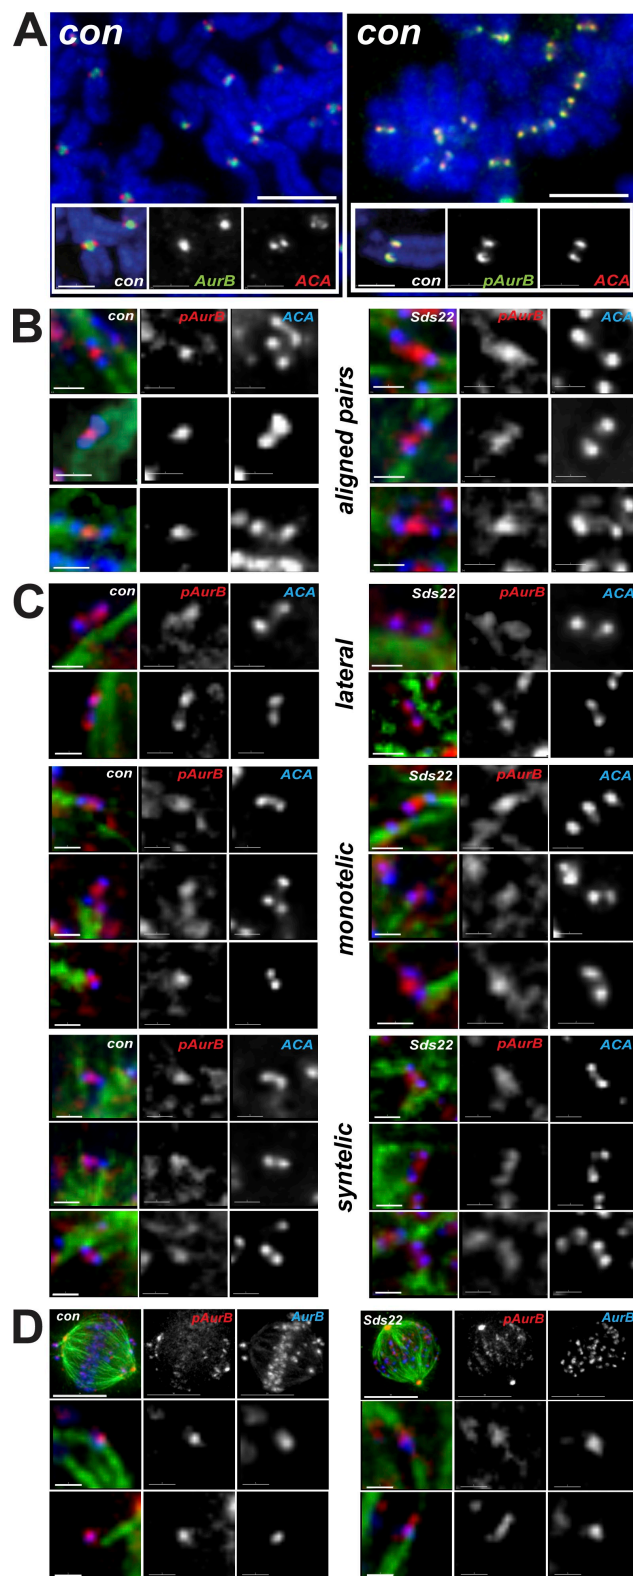 A
con
con
con AurB ACA
con pAurB ACA
B
con pAurB ACA
Sds22 pAurB ACA
aligned pairs
C
con pAurB ACA
Sds22 pAurB ACA
lateral
con pAurB ACA
Sds22 pAurB ACA
monotelic
con pAurB ACA
Sds22 pAurB ACA
syntelic
D
con pAurB AurB
Sds22 pAurB AurB